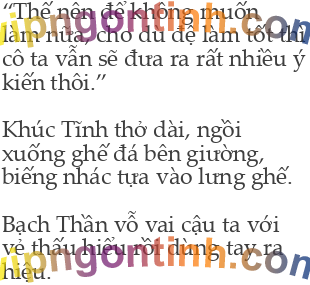 “Thế nên để không muốn
làm nữa, cho dù để làm tốt thì
cô ta vẫn sẽ đưa ra rất nhiều ý
kiến thôi.”
Khúc Tĩnh thở dài, ngồi
xuống ghế đá bên giường,
biếng nhác tựa vào lưng ghế.
Bạch Thần vỗ vai cậu ta với
vẻ thấu hiểu rồi dùng tay ra
hiệu.
vipngontinh.com
vipngontinh.com